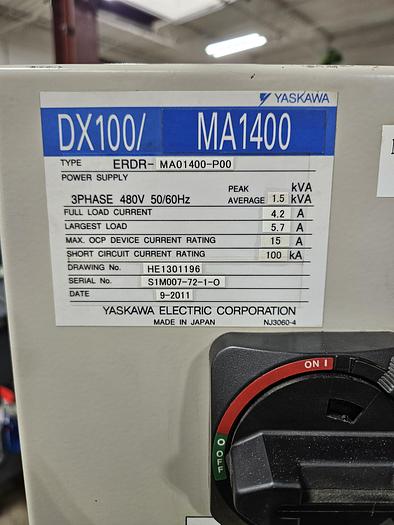 YASKAWA
DX100/ MA1400
TYPE ERDR- MA01400-P00
POWER SUPPLY
PEAK kVA
3PHASE 480V 50/60Hz AVERAGE 1.5 kVA
FULL LOAD CURRENT 4.2 A
LARGEST LOAD 5.7 A
MAX. OCP DEVICE CURRENT RATING 15 A
SHORT CIRCUIT CURRENT RATING 100 kA
DRAWING No. HE1301196
SERIAL No. S1M007-72-1-O
DATE 9-2011
YASKAWA ELECTRIC CORPORATION
MADE IN JAPAN NJ3060-4
ON I
O OFF